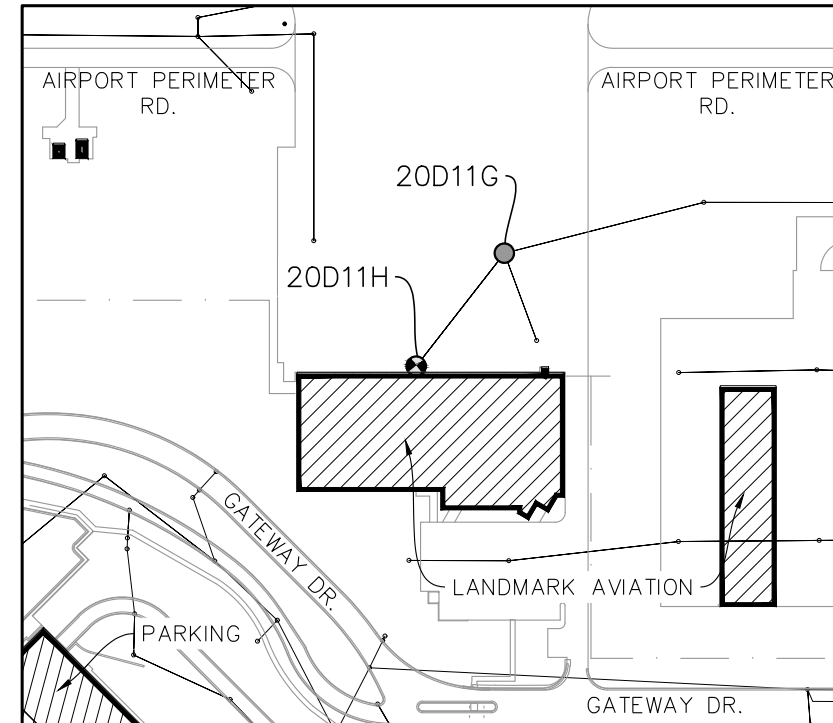 AIRPORT PERIMETER
RD.
AIRPORT PERIMETER
RD.
20D11G
20D11H
GATEWAY DR.
LANDMARK AVIATION
PARKING
GATEWAY DR.